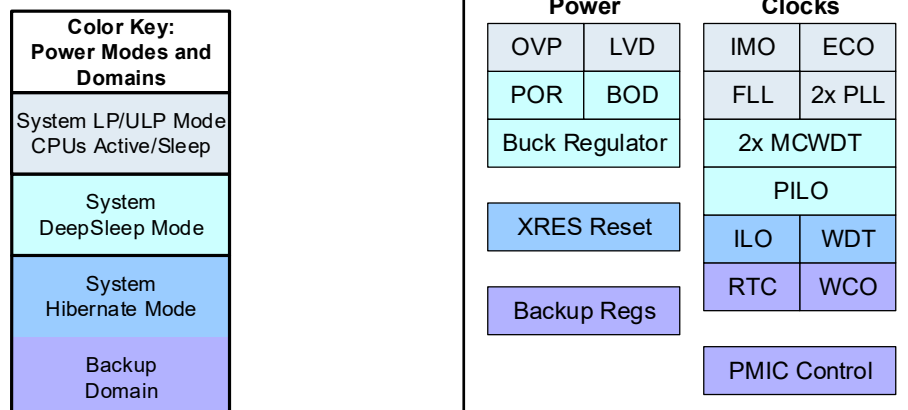 Color Key:
Power Modes and
Domains
System LP/ULP Mode
CPUs Active/Sleep
System
DeepSleep Mode
System
Hibernate Mode
Backup
Domain
Power
OVP LVD
POR BOD
Buck Regulator
XRES Reset
Backup Regs
Clocks
IMO ECO
FLL 2x PLL
2x MCWDT
PILO
ILO WDT
RTC WCO
PMIC Control